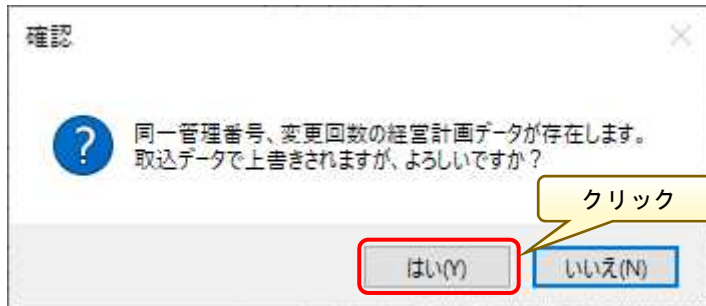 確認
同一管理番号、変更回数の経営計画データが存在します。
取込データで上書きされますが、よろしいですか？
クリック
はい(Y)
いいえ(N)